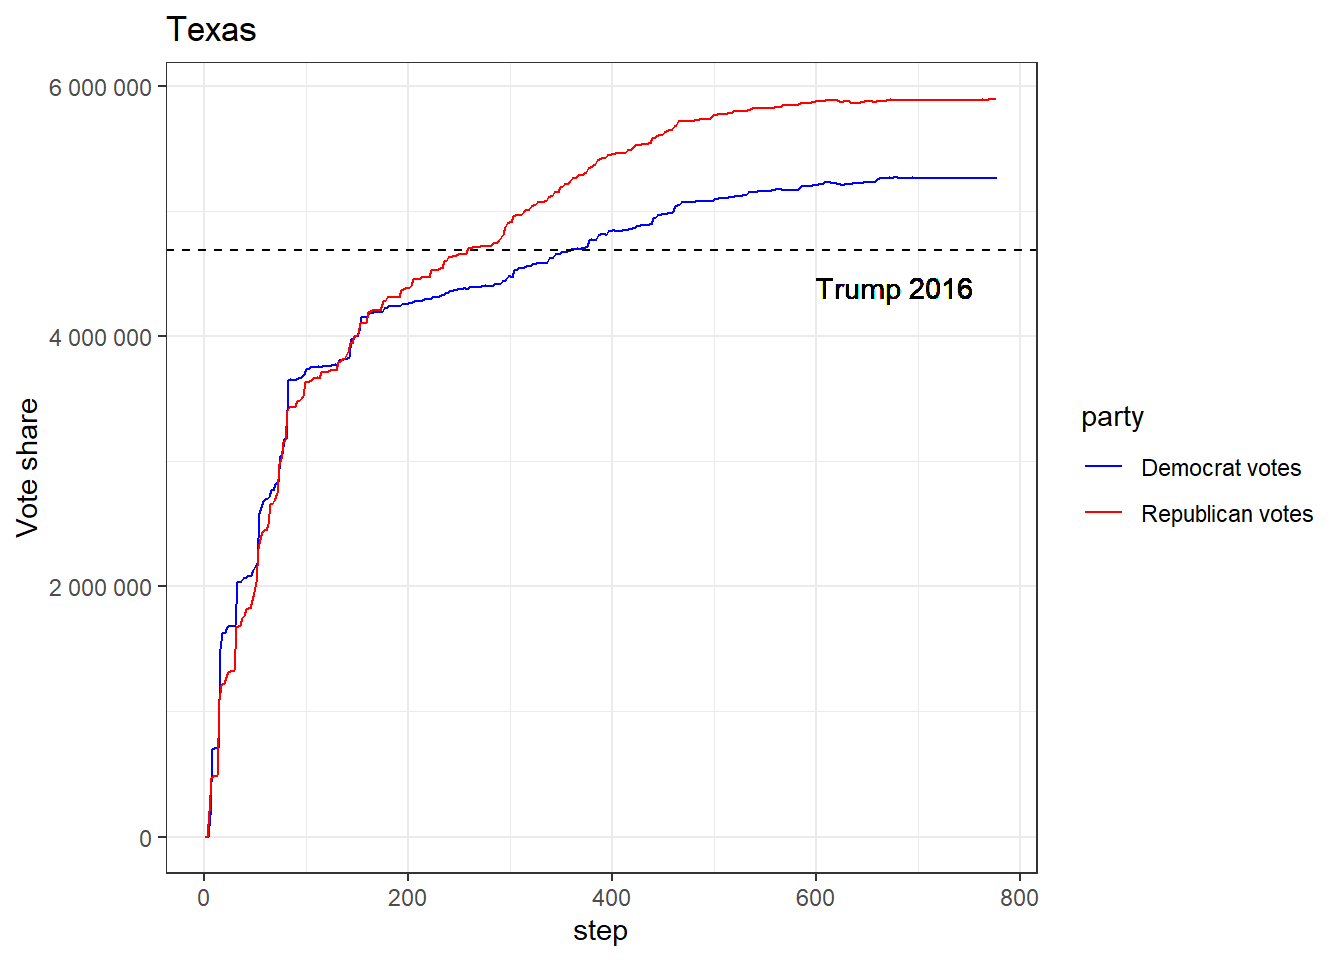 Texas
6 000 000
4 000 000
2 000 000
0
Vote share
Trump 2016
0 200 400 600 800
step
party
Democrat votes
Republican votes